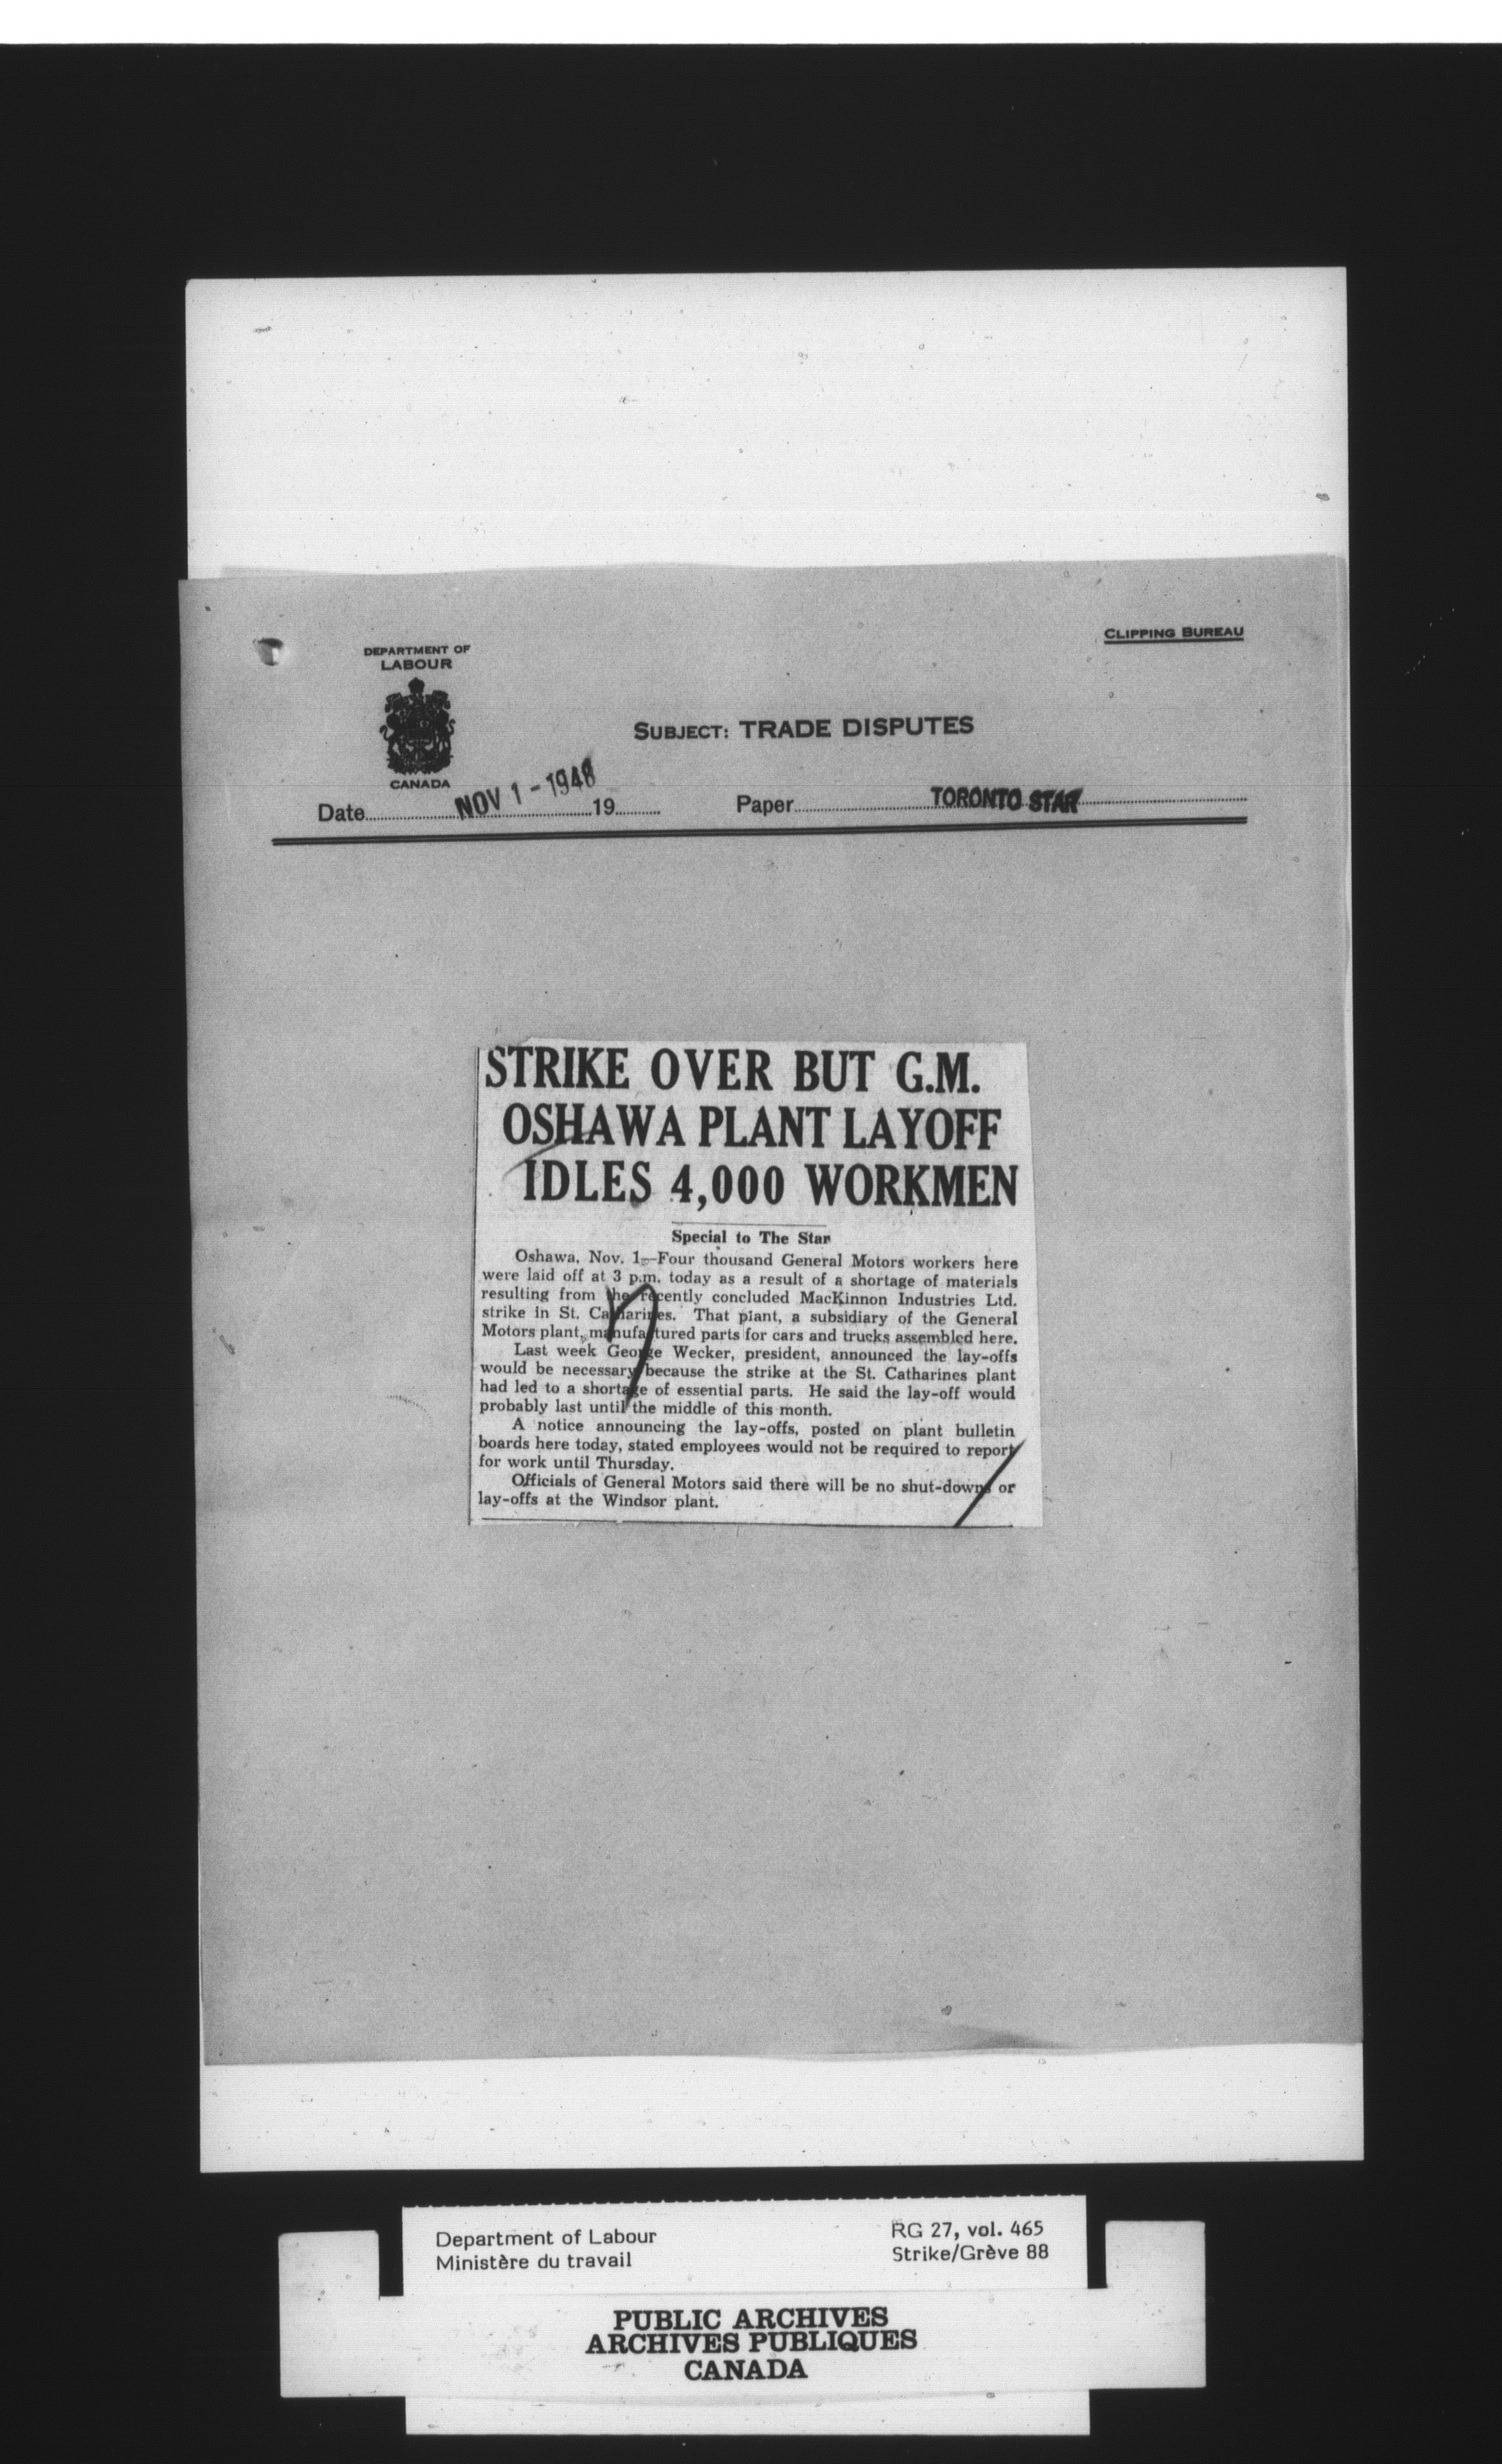 CLIPPING BUREAU
DEPARTMENT OF
LABOUR
CANADA
SUBJECT: TRADE DISPUTES
Date NOV 1 - 1948 19 Paper TORONTO STAR
STRIKE OVER BUT G.M.
OSHAWA PLANT LAYOFF
IDLES 4,000 WORKMEN
Special to The Star
Oshawa, Nov. 1—Four thousand General Motors workers here
were laid off at 3 p.m. today as a result of a shortage of materials
resulting from the recently concluded MacKinnon Industries Ltd.
strike in St. Catharines. That plant, a subsidiary of the General
Motors plant, manufactured parts for cars and trucks assembled here.
Last week George Wecker, president, announced the lay-offs
would be necessary because the strike at the St. Catharines plant
had led to a shortage of essential parts. He said the lay-off would
probably last until the middle of this month.
A notice announcing the lay-offs, posted on plant bulletin
boards here today, stated employees would not be required to report
for work until Thursday.
Officials of General Motors said there will be no shut-downs or
lay-offs at the Windsor plant.
Department of Labour
Ministère du travail
RG 27, vol. 465
Strike/Grève 88
PUBLIC ARCHIVES
ARCHIVES PUBLIQUES
CANADA